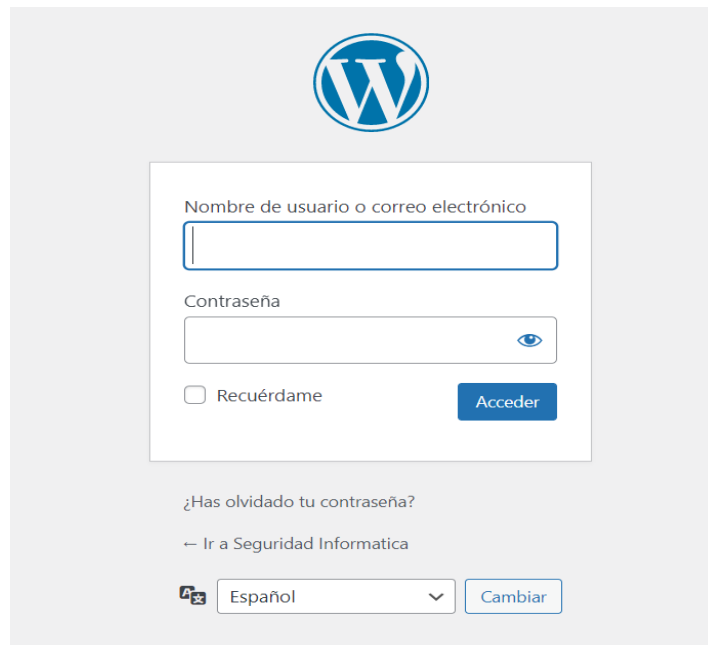 Nombre de usuario o correo electrónico
Contraseña
Recuérdame
Acceder
¿Has olvidado tu contraseña?
← Ir a Seguridad Informatica
Español
Cambiar